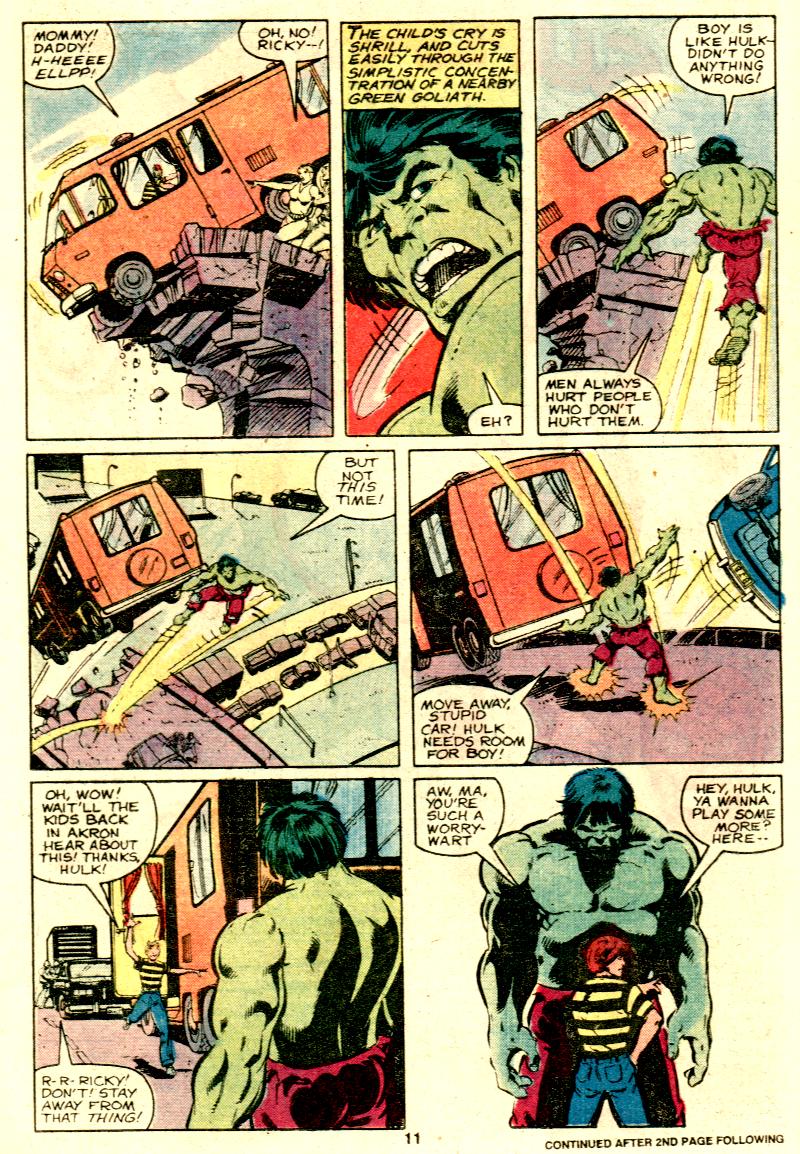 MOMMY!
DADDY!
H-HEEEE
ELLPP!
OH, NO!
RICKY--!
THE CHILD'S CRY IS
SHRILL, AND CUTS
EASILY THROUGH THE
SIMPLISTIC CONCEN-
TRATION OF A NEARBY
GREEN GOLIATH.
EH?
BOY IS
LIKE HULK--
DIDN'T DO
ANYTHING
WRONG!
MEN ALWAYS
HURT PEOPLE
WHO DON'T
HURT THEM.
BUT
NOT
THIS
TIME!
MOVE AWAY,
STUPID
CAR! HULK
NEEDS ROOM
FOR BOY!
OH, WOW!
WAIT'LL THE
KIDS BACK
IN AKRON
HEAR ABOUT
THIS! THANKS,
HULK!
R-R-RICKY!
DON'T! STAY
AWAY FROM
THAT THING!
AW, MA,
YOU'RE
SUCH A
WORRY-
WART
HEY, HULK,
YA WANNA
PLAY SOME
MORE?
HERE--
11
CONTINUED AFTER 2ND PAGE FOLLOWING